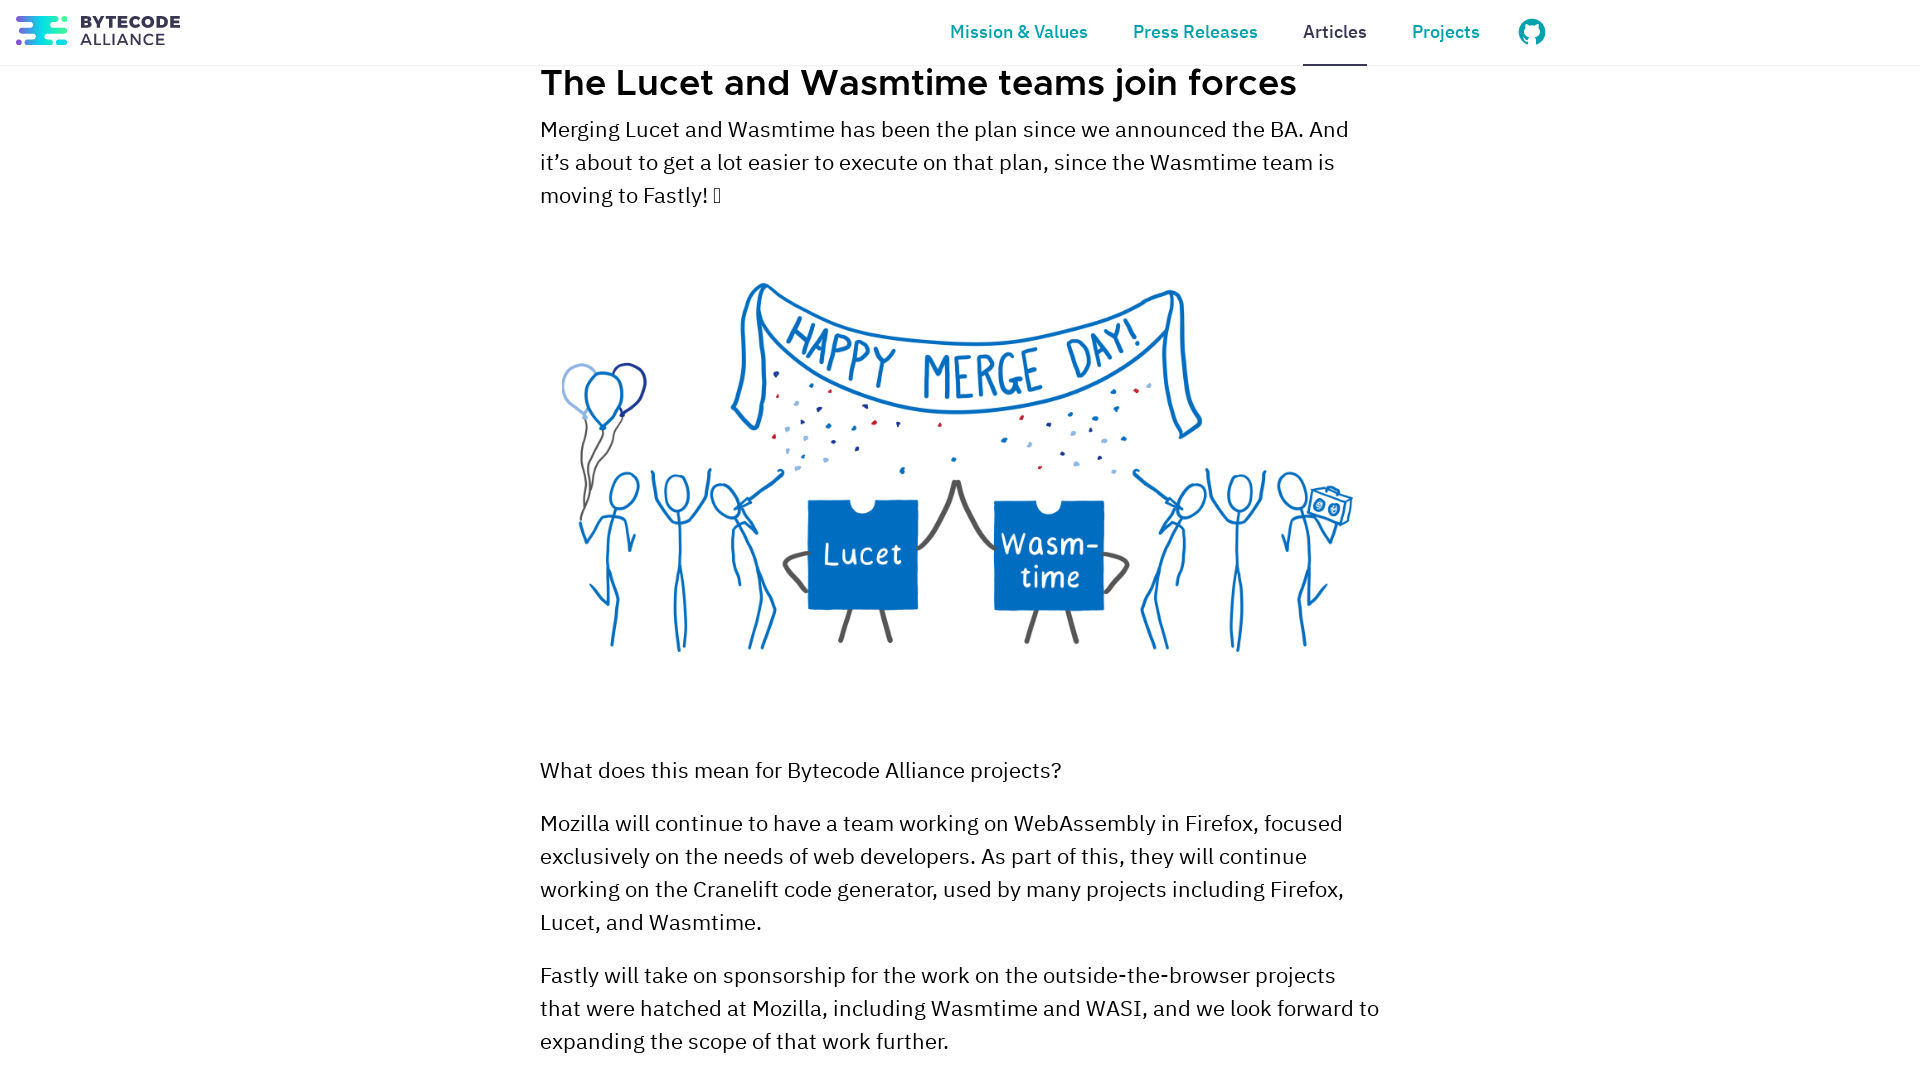 BYTECODE
ALLIANCE
Mission & Values
Press Releases
Articles
Projects
The Lucet and Wasmtime teams join forces
Merging Lucet and Wasmtime has been the plan since we announced the BA. And
it’s about to get a lot easier to execute on that plan, since the Wasmtime team is
moving to Fastly!
HAPPY MERGE DAY!
Lucet
Wasm-
time
What does this mean for Bytecode Alliance projects?
Mozilla will continue to have a team working on WebAssembly in Firefox, focused
exclusively on the needs of web developers. As part of this, they will continue
working on the Cranelift code generator, used by many projects including Firefox,
Lucet, and Wasmtime.
Fastly will take on sponsorship for the work on the outside-the-browser projects
that were hatched at Mozilla, including Wasmtime and WASI, and we look forward to
expanding the scope of that work further.